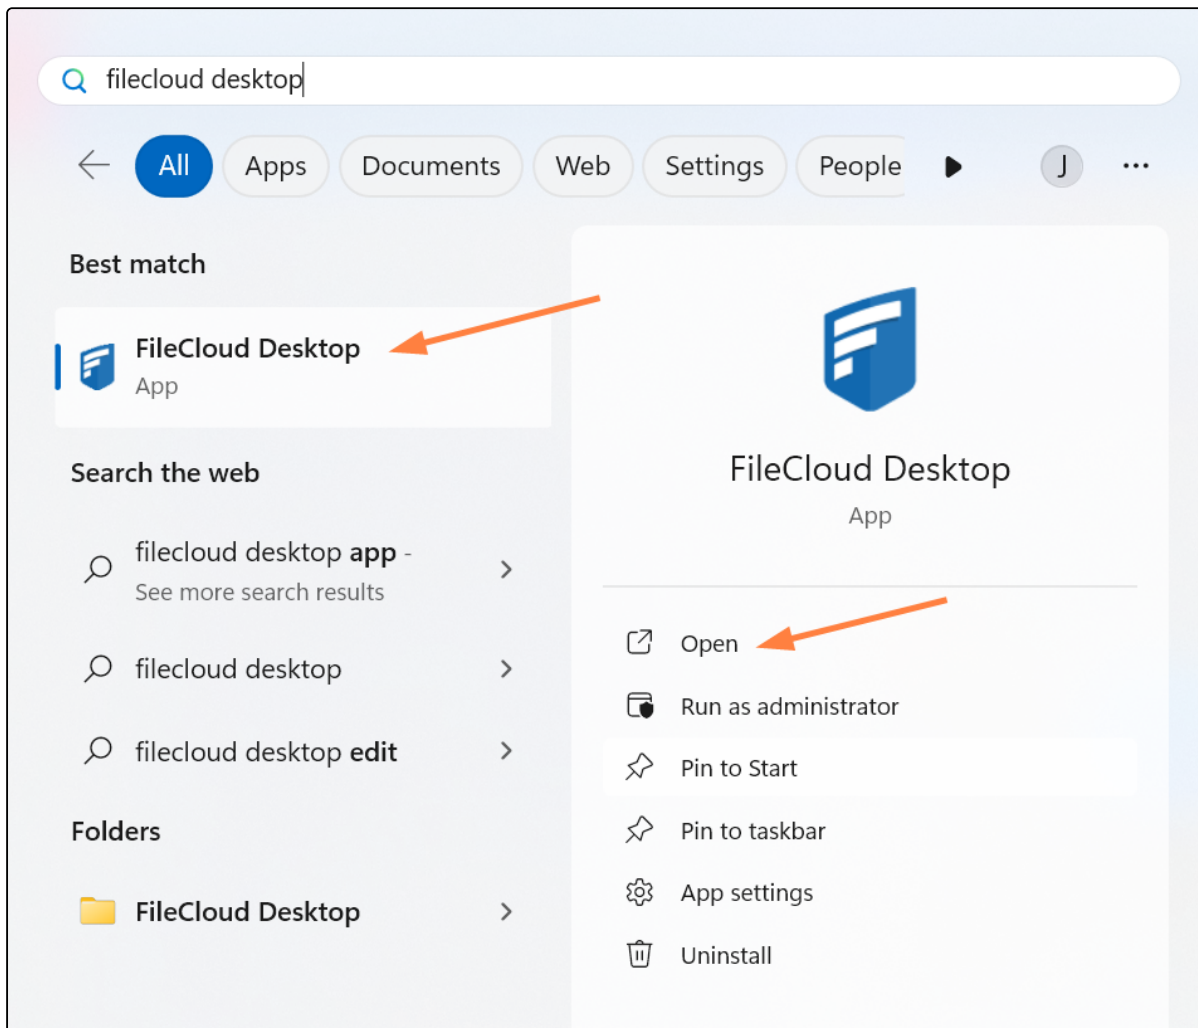 filecloud desktop
All
Apps
Documents
Web
Settings
People
J
Best match
FileCloud Desktop
App
Search the web
filecloud desktop app -
See more search results
filecloud desktop
filecloud desktop edit
Folders
FileCloud Desktop
FileCloud Desktop
App
Open
Run as administrator
Pin to Start
Pin to taskbar
App settings
Uninstall